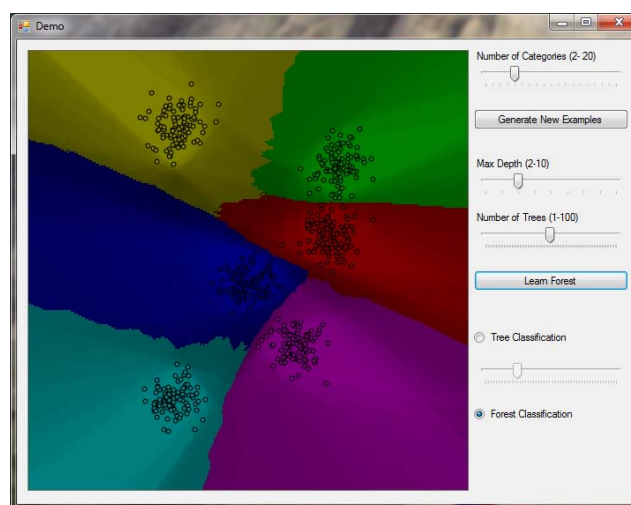 Demo
Number of Categories (2- 20)
Generate New Examples
Max Depth (2-10)
Number of Trees (1-100)
Learn Forest
Tree Classification
Forest Classification